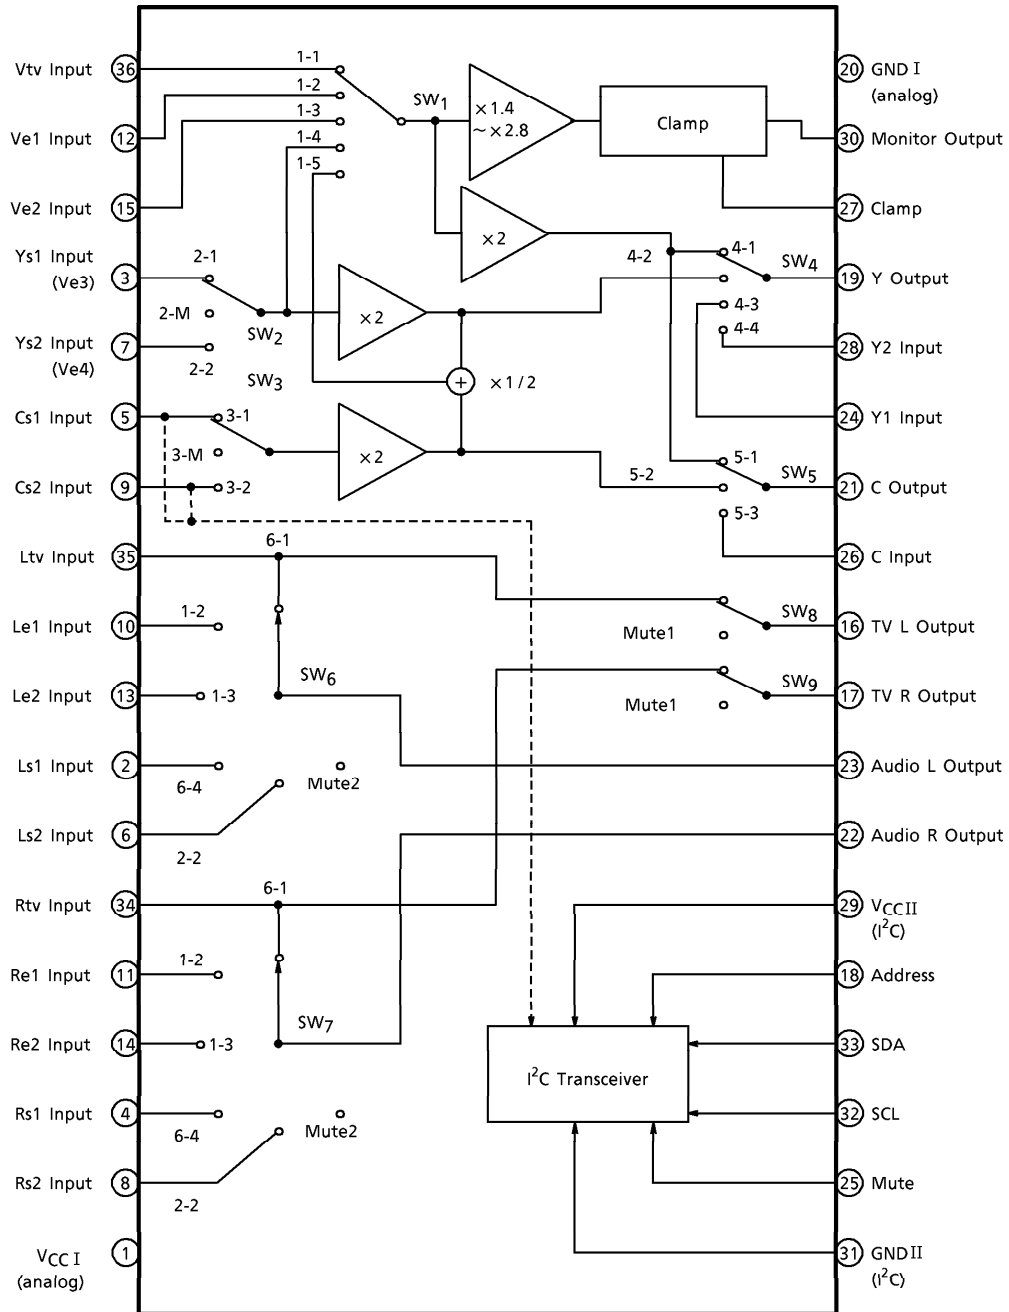 Vtv Input 36
Ve1 Input 12
Ve2 Input 15
Ys1 Input
(Ve3) 3
Ys2 Input
(Ve4) 7
Cs1 Input 5
Cs2 Input 9
Ltv Input 35
Le1 Input 10
Le2 Input 13
Ls1 Input 2
Ls2 Input 6
Rtv Input 34
Re1 Input 11
Re2 Input 14
Rs1 Input 4
Rs2 Input 8
VCC I
(analog) 1
1-1
1-2
1-3
1-4
1-5
SW1
×1.4
~×2.8
Clamp
×2
2-1
2-M
2-2
SW2
×2
SW3
+ ×1/2
3-1
3-M
3-2
×2
4-1
4-2
4-3
4-4
SW4
5-1
5-2
5-3
SW5
6-1
1-2
1-3
SW6
6-4
2-2
Mute2
Mute1
SW8
Mute1
SW9
6-1
1-2
1-3
SW7
6-4
2-2
Mute2
I²C Transceiver
20 GND I
(analog)
30 Monitor Output
27 Clamp
19 Y Output
28 Y2 Input
24 Y1 Input
21 C Output
26 C Input
16 TV L Output
17 TV R Output
23 Audio L Output
22 Audio R Output
29 VCC II
(I²C)
18 Address
33 SDA
32 SCL
25 Mute
31 GND II
(I²C)